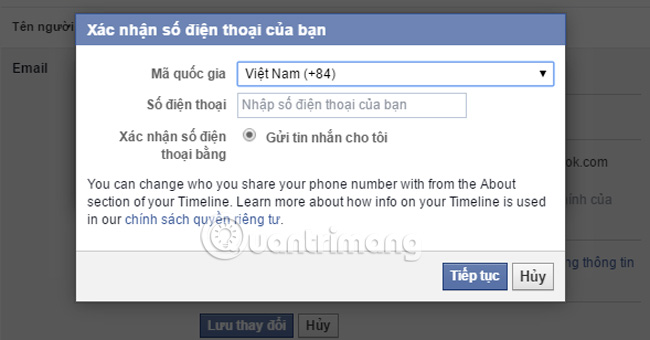 Xác nhận số điện thoại của bạn
Tên người
Email
Mã quốc gia Việt Nam (+84)
Số điện thoại Nhập số điện thoại của bạn
Xác nhận số điện
thoại bằng
Gửi tin nhắn cho tôi
ok.com
You can change who you share your phone number with from the About
section of your Timeline. Learn more about how info on your Timeline is used
in our chính sách quyền riêng tư.
ính của
Quantrimang
ng thông tin
Tiếp tục Hủy
Lưu thay đổi Hủy